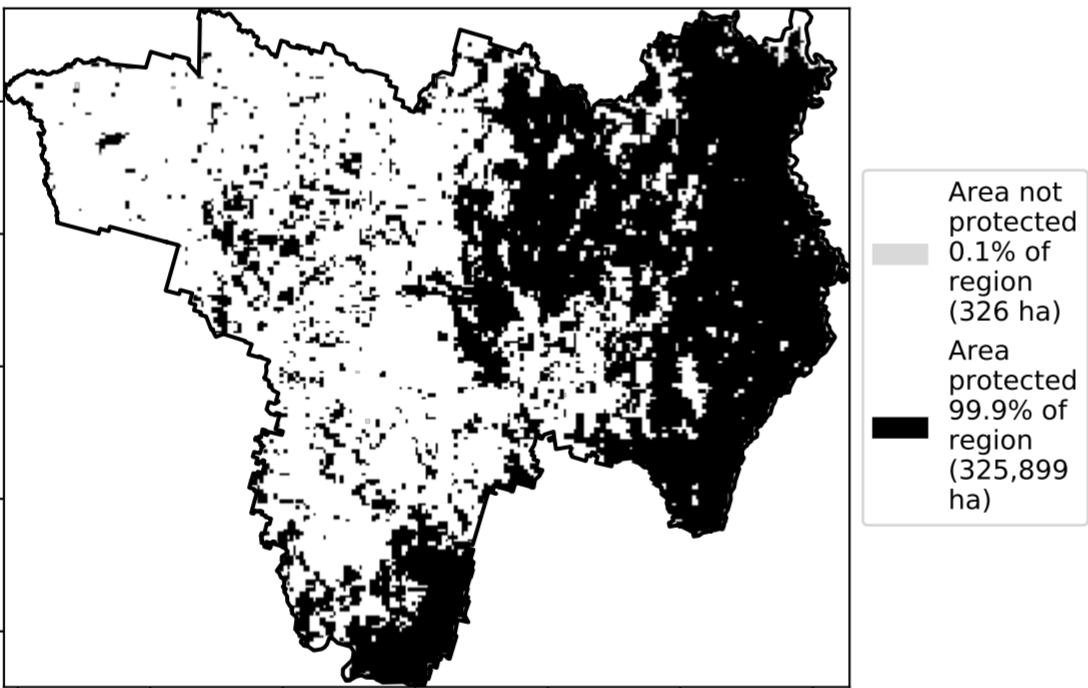 Area not
protected
0.1% of
region
(326 ha)
Area
protected
99.9% of
region
(325,899
ha)